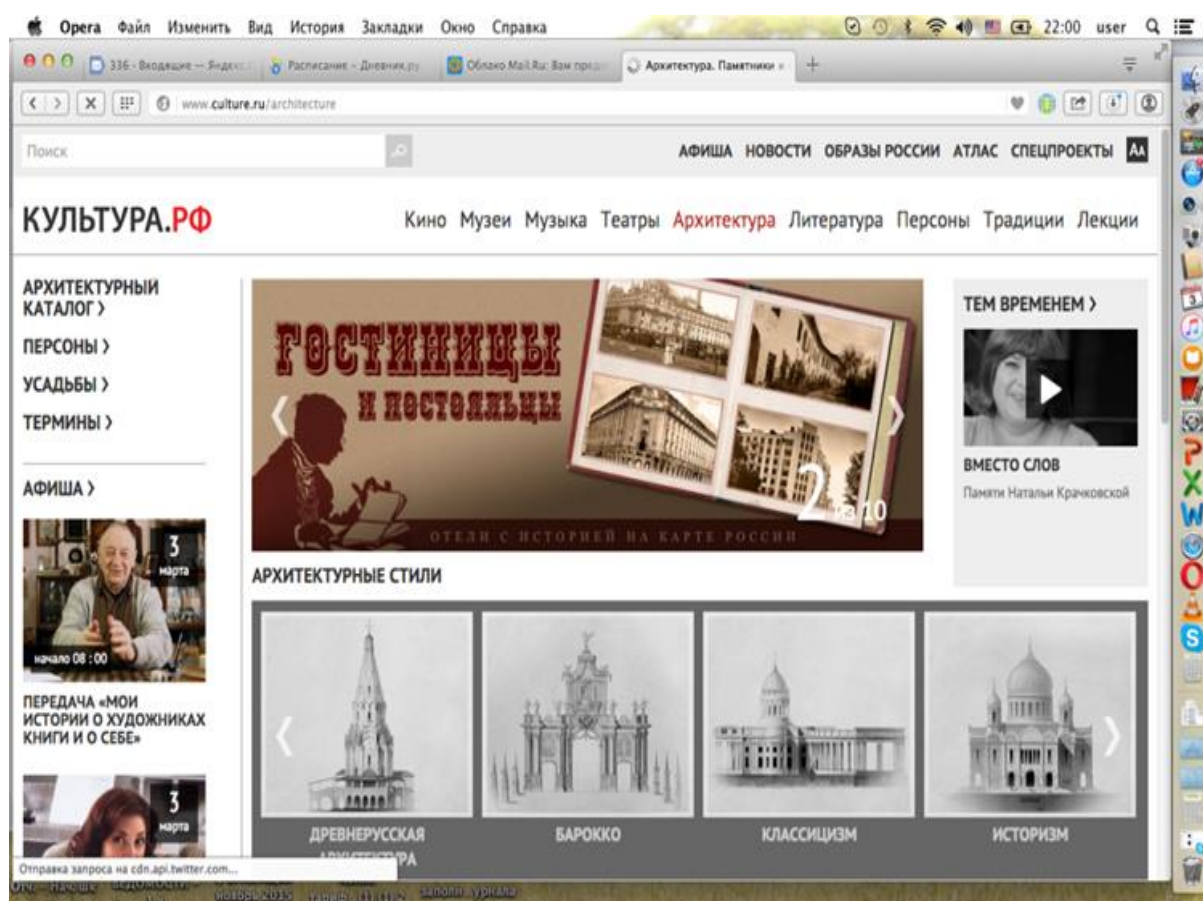 Opera Файл Изменить Вид История Закладки Окно Справка 22:00 user
336 - Входящие — Яндекс Расписание - Дневник.ру Облако Mail.Ru: Вам Архитектура. Памятники и
www.culture.ru/architecture
Поиск
АФИША НОВОСТИ ОБРАЗЫ РОССИИ АТЛАС СПЕЦПРОЕКТЫ АА
КУЛЬТУРА.РФ
Кино Музеи Музыка Театры Архитектура Литература Персоны Традиции Лекции
АРХИТЕКТУРНЫЙ
КАТАЛОГ >
ПЕРСОНЫ >
УСАДЬБЫ >
ТЕРМИНЫ >
АФИША >
3
марта
начало 08 : 00
ПЕРЕДАЧА «МОИ
ИСТОРИИ О ХУДОЖНИКАХ
КНИГИ И О СЕБЕ»
3
марта
ГОСТИНИЦЫ
И ПОСТОЯЛЬЦЫ
2 из 10
ОТЕЛИ С ИСТОРИЕЙ НА КАРТЕ РОССИИ
ТЕМ ВРЕМЕНЕМ >
ВМЕСТО СЛОВ
Памяти Натальи Крачковской
АРХИТЕКТУРНЫЕ СТИЛИ
ДРЕВНЕРУССКАЯ
АРХИТЕКТУРА
БАРОККО
КЛАССИЦИЗМ
ИСТОРИЗМ
Отправка запроса на cdn.api.twitter.com...
ноябрь 2015